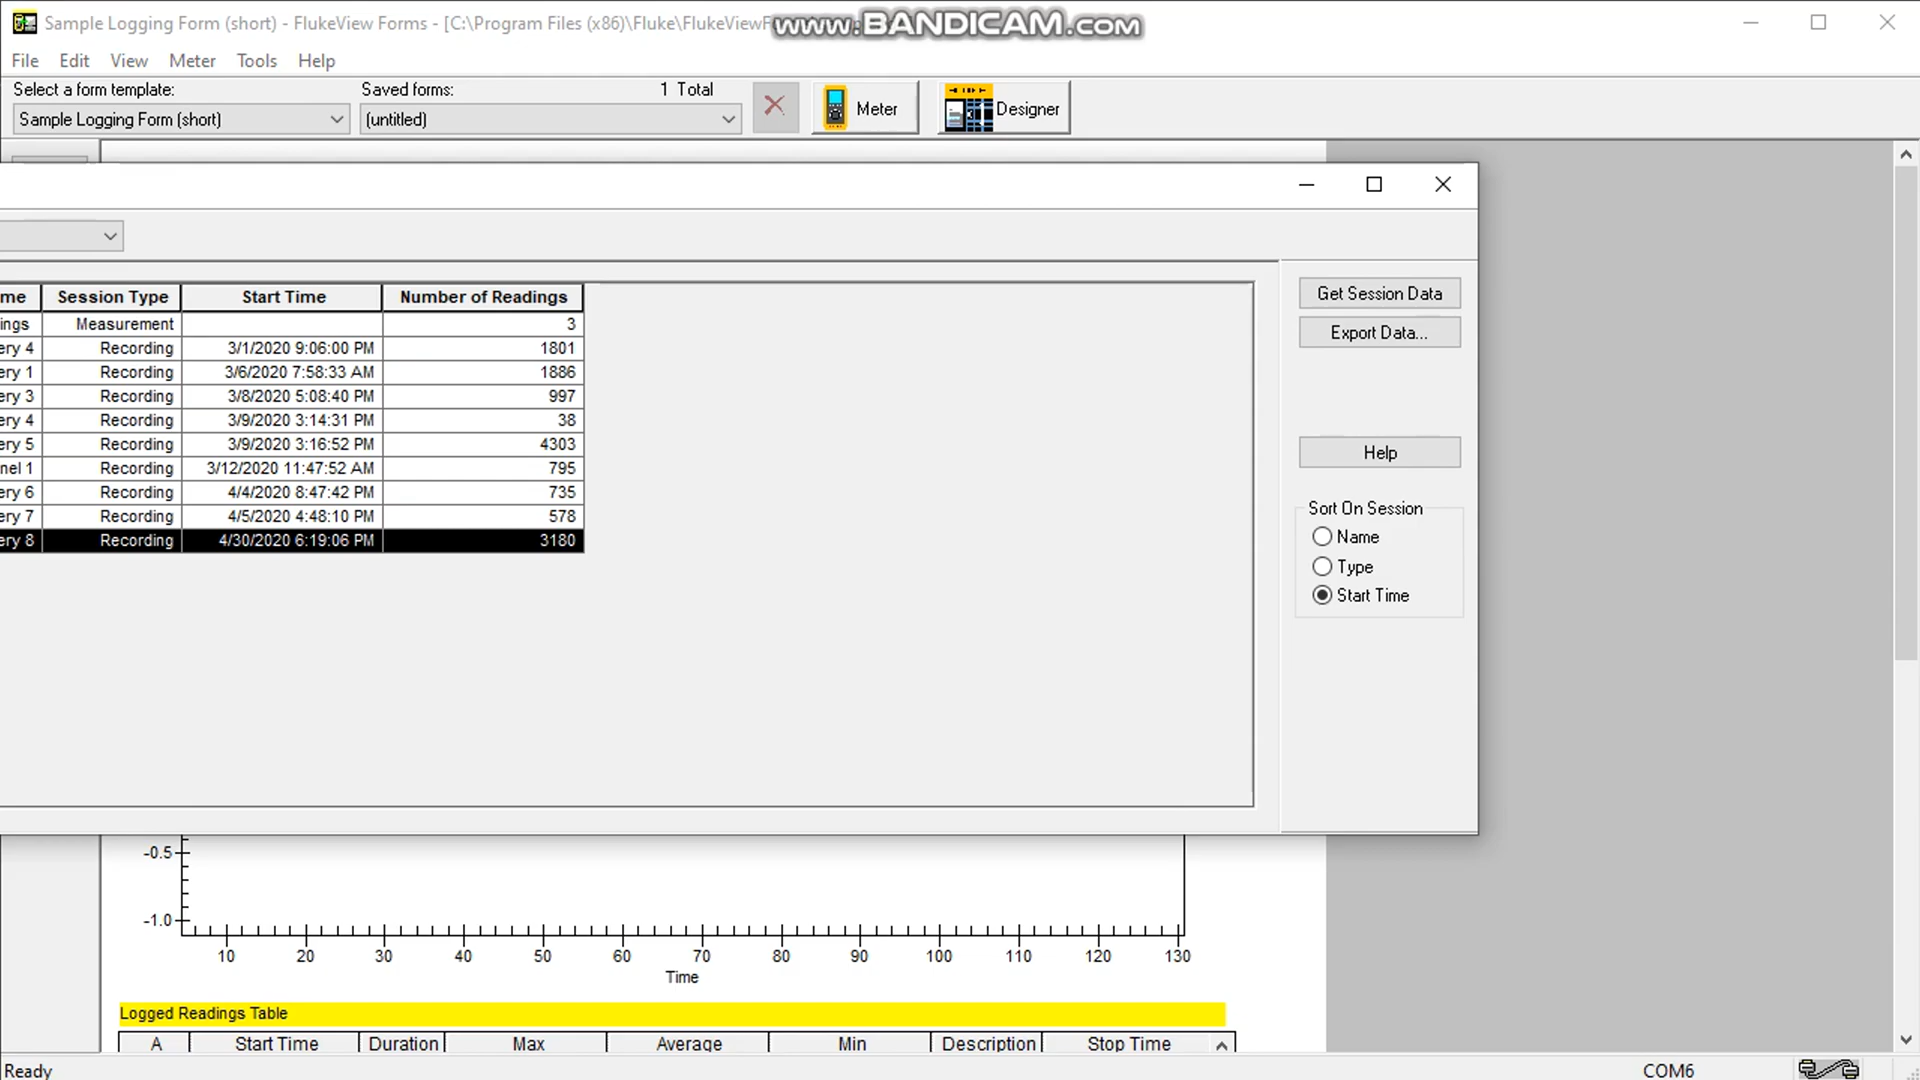 Sample Logging Form (short) - FlukeView Forms - [C:\Program Files (x86)\Fluke\FlukeViewF
www.BANDICAM.com
File Edit View Meter Tools Help
Select a form template:
Saved forms:
1 Total
Sample Logging Form (short)
(untitled)
Meter
Designer
me Session Type Start Time Number of Readings
ings Measurement 3
ery 4 Recording 3/1/2020 9:06:00 PM 1801
ery 1 Recording 3/6/2020 7:58:33 AM 1886
ery 3 Recording 3/8/2020 5:08:40 PM 997
ery 4 Recording 3/9/2020 3:14:31 PM 38
ery 5 Recording 3/9/2020 3:16:52 PM 4303
nel 1 Recording 3/12/2020 11:47:52 AM 795
ery 6 Recording 4/4/2020 8:47:42 PM 735
ery 7 Recording 4/5/2020 4:48:10 PM 578
ery 8 Recording 4/30/2020 6:19:06 PM 3180
Get Session Data
Export Data...
Help
Sort On Session
Name
Type
Start Time
-0.5
-1.0
10 20 30 40 50 60 70 80 90 100 110 120 130
Time
Logged Readings Table
A Start Time Duration Max Average Min Description Stop Time
Ready
COM6